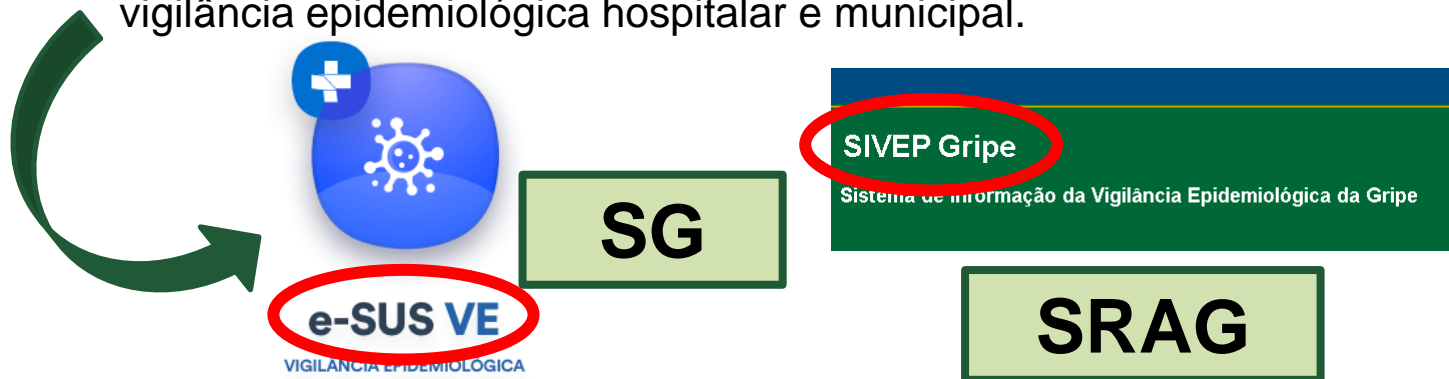 vigilância epidemiológica hospitalar e municipal.
SIVEP Gripe
Sistema de Informação da Vigilância Epidemiológica da Gripe
SG
e-SUS VE
VIGILÂNCIA EPIDEMIOLÓGICA
SRAG